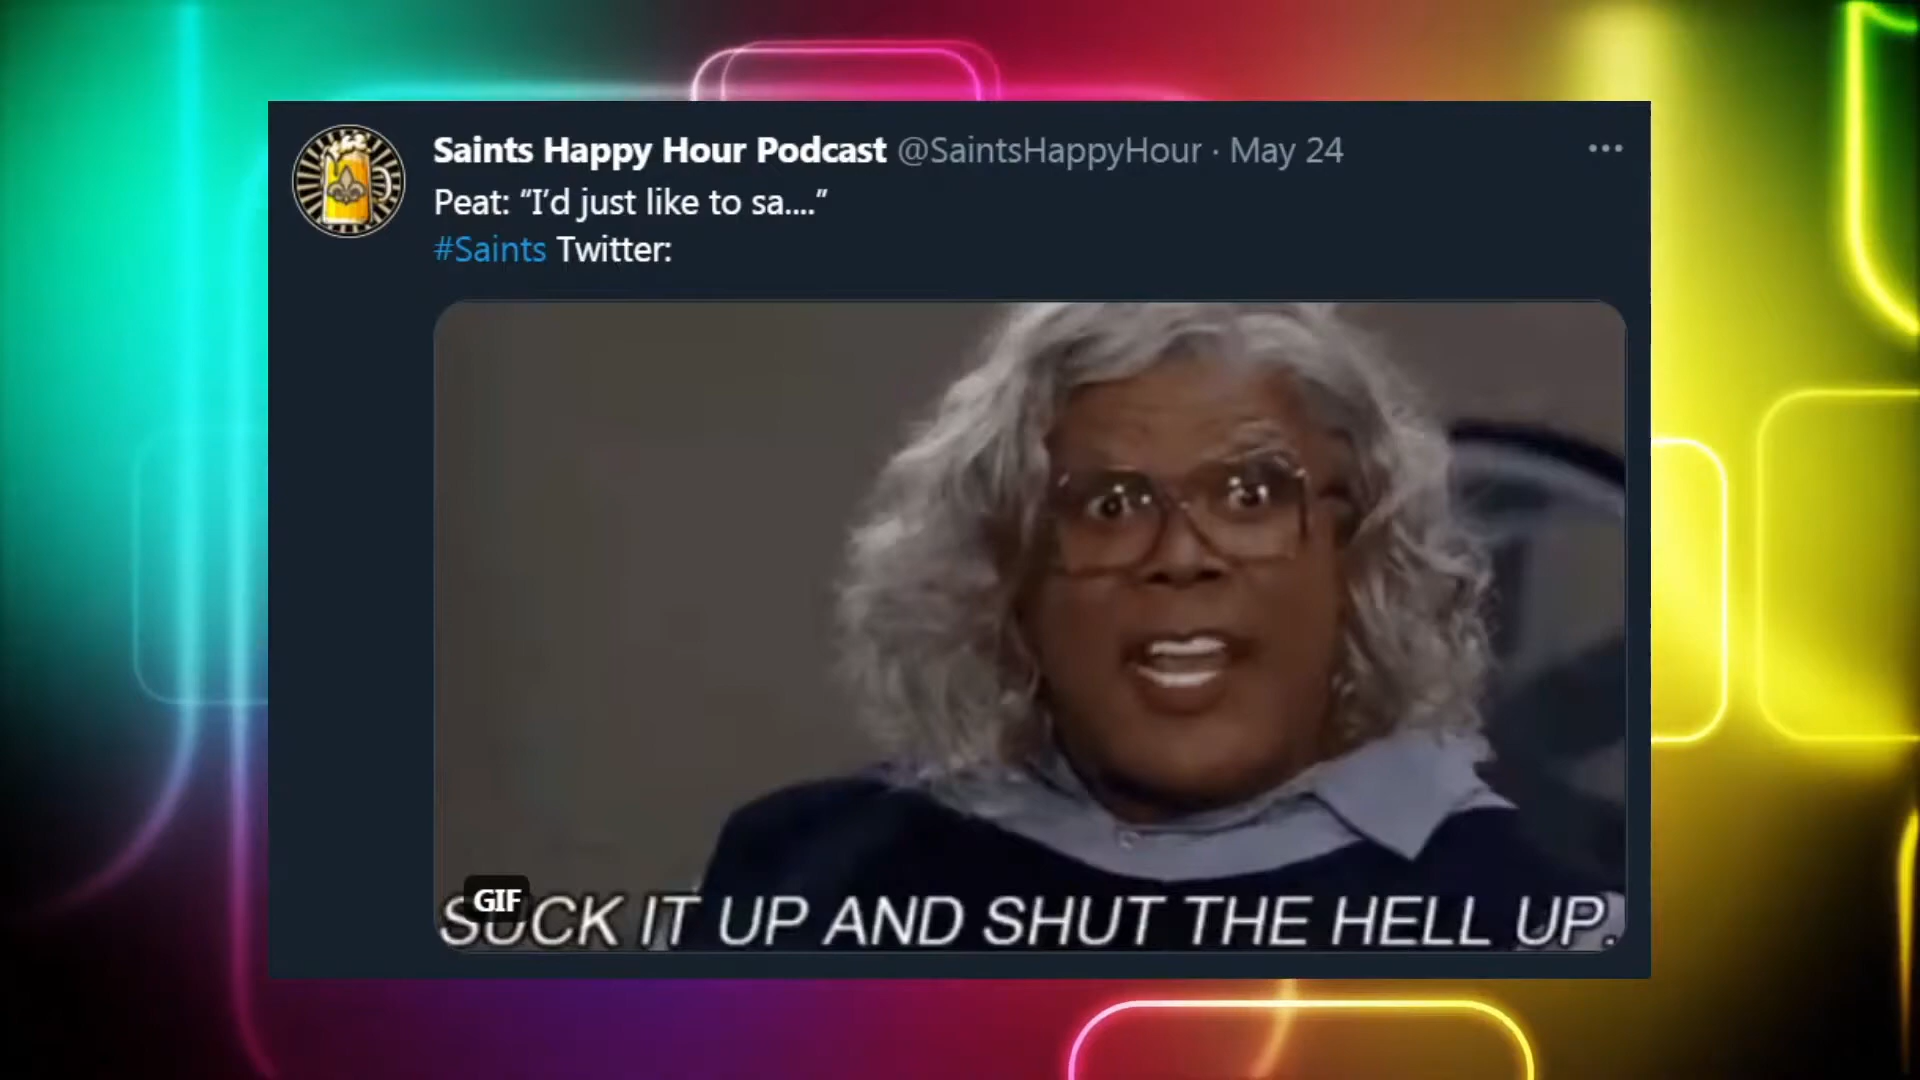 Saints Happy Hour Podcast @SaintsHappyHour · May 24
Peat: “I’d just like to sa....”
#Saints Twitter:
GIF
SUCK IT UP AND SHUT THE HELL UP.